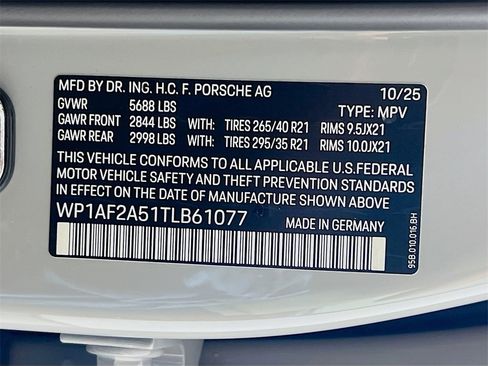 MFD BY DR. ING. H.C. F. PORSCHE AG 10/25
GVWR 5688 LBS TYPE: MPV
GAWR FRONT 2844 LBS WITH: TIRES 265/40 R21 RIMS 9.5JX21
GAWR REAR 2998 LBS WITH: TIRES 295/35 R21 RIMS 10.0JX21
THIS VEHICLE CONFORMS TO ALL APPLICABLE U.S.FEDERAL
MOTOR VEHICLE SAFETY AND THEFT PREVENTION STANDARDS
IN EFFECT ON THE DATE OF MANUFACTURE SHOWN ABOVE
WP1AF2A51TLB61077 MADE IN GERMANY
95B.010.016.BH